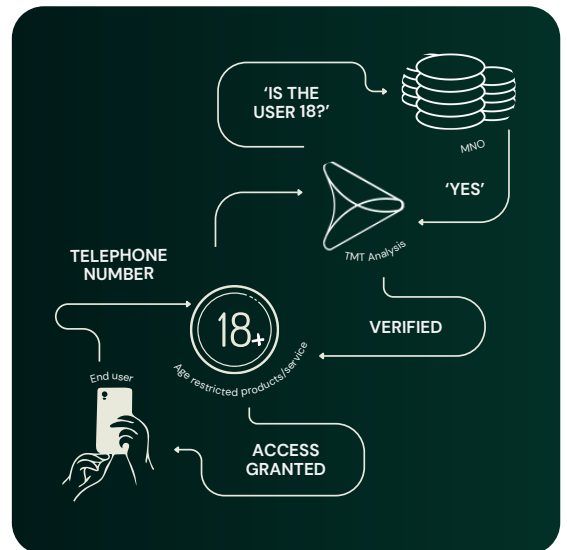 ‘IS THE
USER 18?’
MNO
‘YES’
TMT Analysis
TELEPHONE
NUMBER
18+
VERIFIED
Age restricted products/service
End user
ACCESS
GRANTED